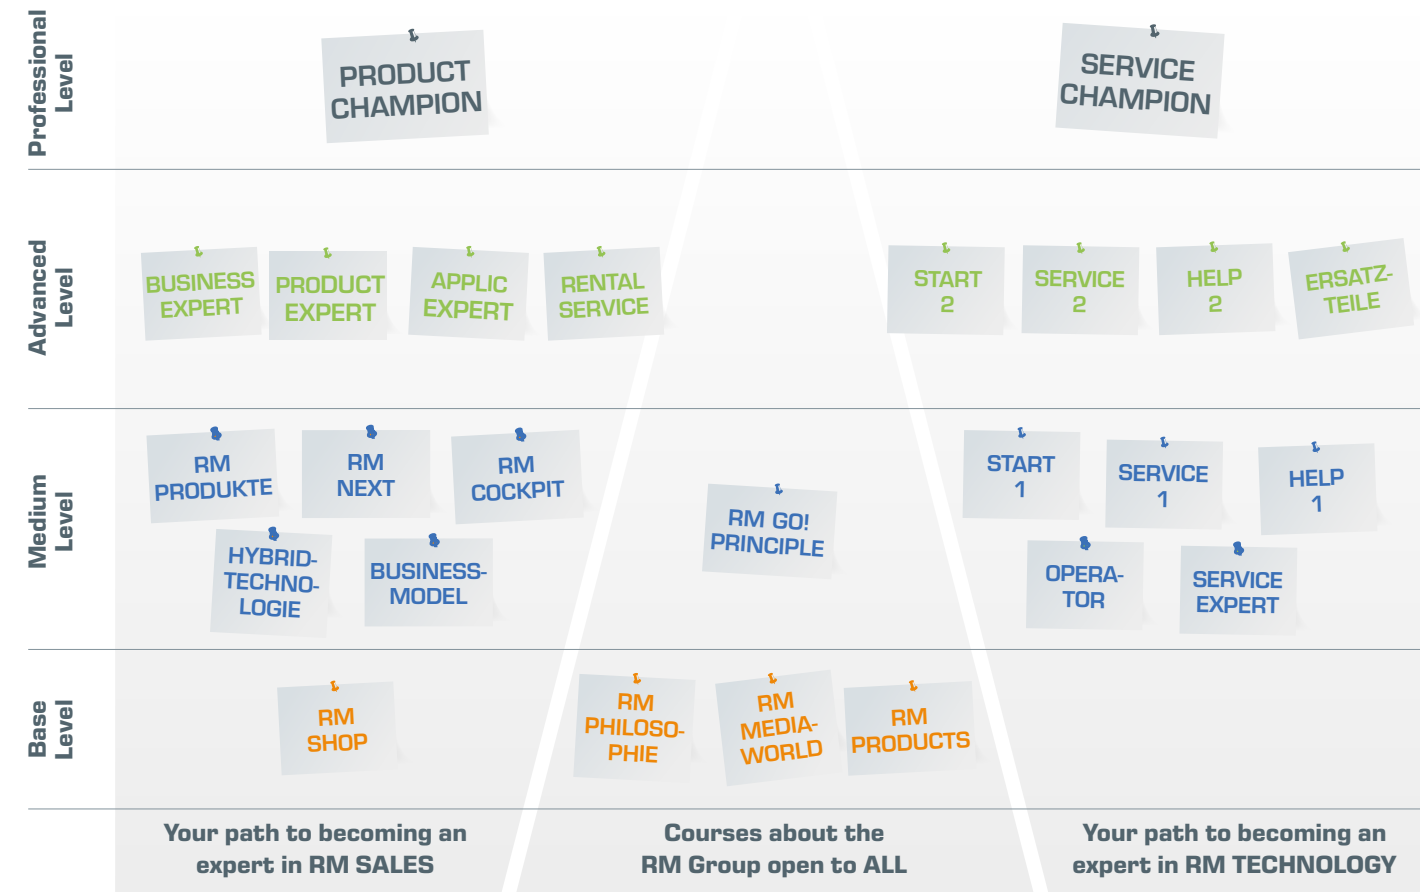 Professional
Level
PRODUCT
CHAMPION
SERVICE
CHAMPION
Advanced
Level
BUSINESS
EXPERT
PRODUCT
EXPERT
APPLIC
EXPERT
RENTAL
SERVICE
START
2
SERVICE
2
HELP
2
ERSATZ-
TEILE
Medium
Level
RM
PRODUKTE
RM
NEXT
RM
COCKPIT
HYBRID-
TECHNO-
LOGIE
BUSINESS-
MODEL
RM GO!
PRINCIPLE
START
1
SERVICE
1
HELP
1
OPERA-
TOR
SERVICE
EXPERT
Base
Level
RM
SHOP
RM
PHILOSO-
PHIE
RM
MEDIA-
WORLD
RM
PRODUCTS
Your path to becoming an
expert in RM SALES
Courses about the
RM Group open to ALL
Your path to becoming an
expert in RM TECHNOLOGY